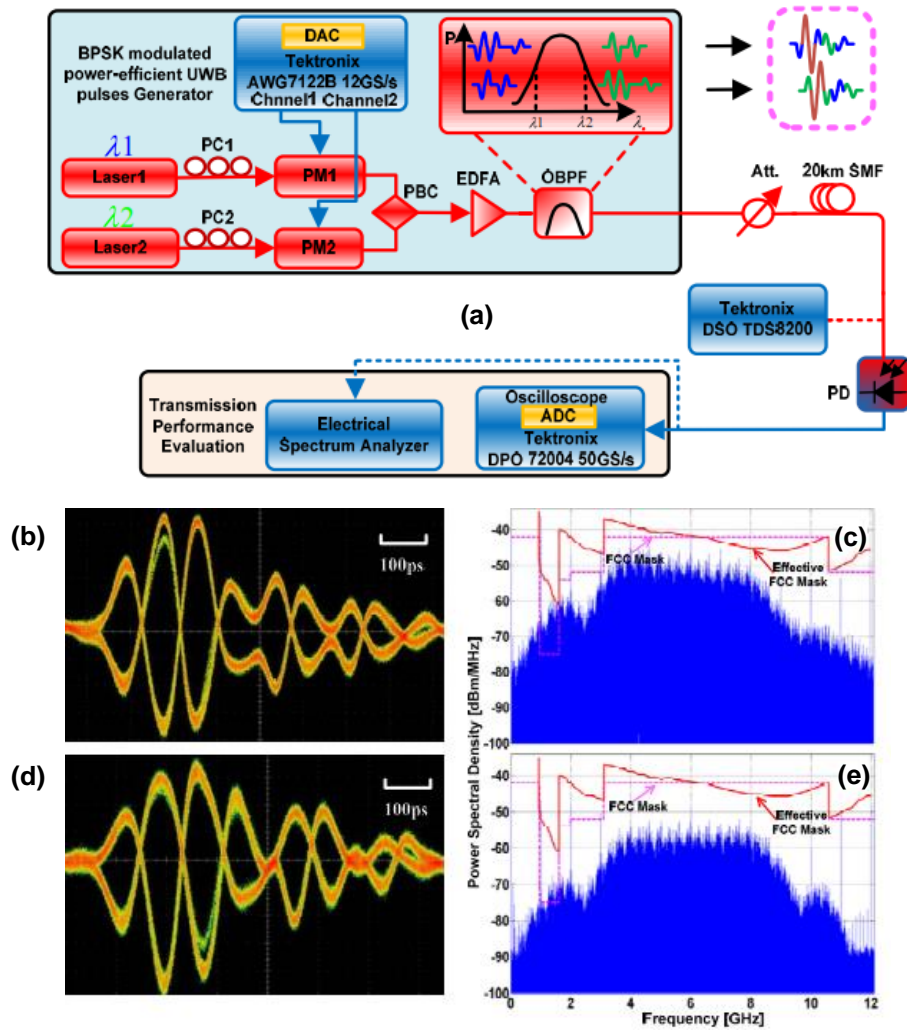 BPSK modulated
power-efficient UWB
pulses Generator
DAC
Tektronix
AWG7122B 12GS/s
Chnnel1 Channel2
P
λ1 λ2 λ
λ1
Laser1
PC1
PM1
λ2
Laser2
PC2
PM2
PBC
EDFA
OBPF
Att.
20km SMF
(a)
Tektronix
DSO TDS8200
PD
Transmission
Performance
Evaluation
Electrical
Spectrum Analyzer
Oscilloscope
ADC
Tektronix
DPO 72004 50GS/s
(b)
100ps
(c)
FCC Mask
Effective
FCC Mask
-40
-50
-60
-70
-80
-90
-100
(d)
100ps
(e)
FCC Mask
Effective
FCC Mask
-40
-50
-60
-70
-80
-90
-100
Power Spectral Density [dBm/MHz]
0 2 4 6 8 10 12
Frequency [GHz]